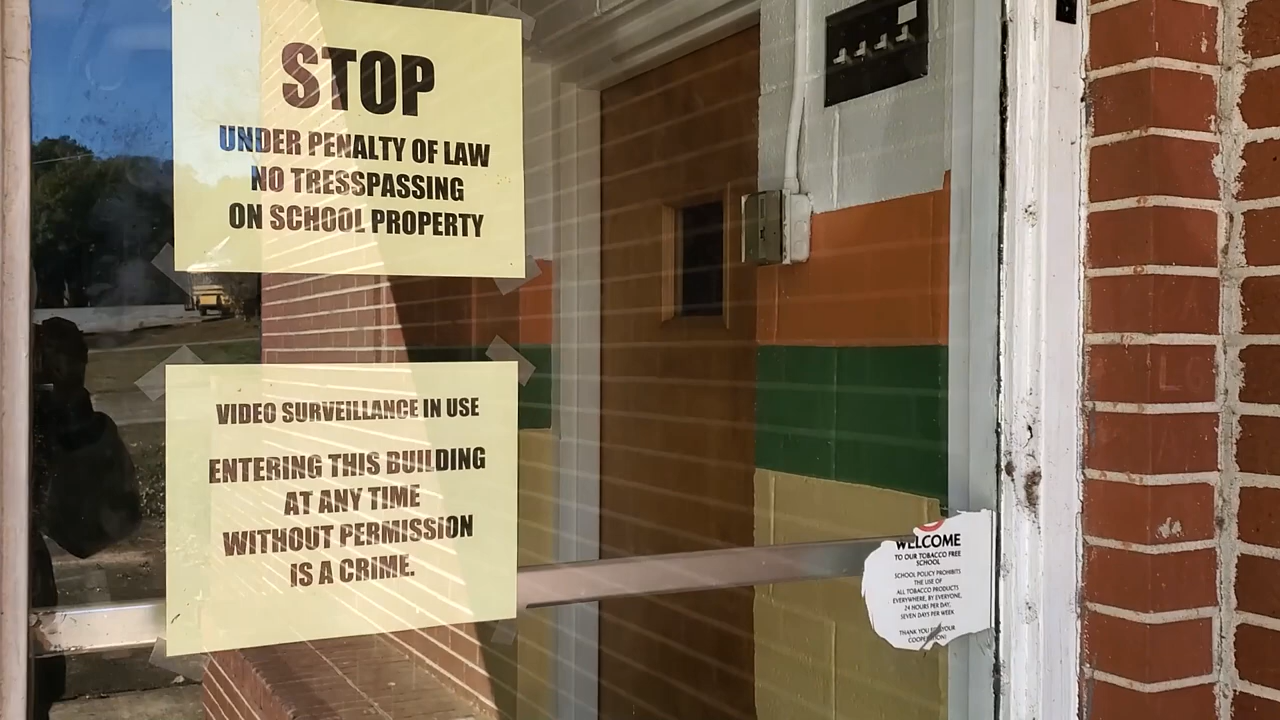 STOP
UNDER PENALTY OF LAW
NO TRESSPASSING
ON SCHOOL PROPERTY
VIDEO SURVEILLANCE IN USE
ENTERING THIS BUILDING
AT ANY TIME
WITHOUT PERMISSION
IS A CRIME.
WELCOME
TO OUR TOBACCO FREE
SCHOOL
SCHOOL POLICY PROHIBITS
THE USE OF
ALL TOBACCO PRODUCTS
EVERYWHERE, BY EVERYONE,
24 HOURS PER DAY,
SEVEN DAYS PER WEEK
THANK YOU FOR YOUR
COOPERATION!